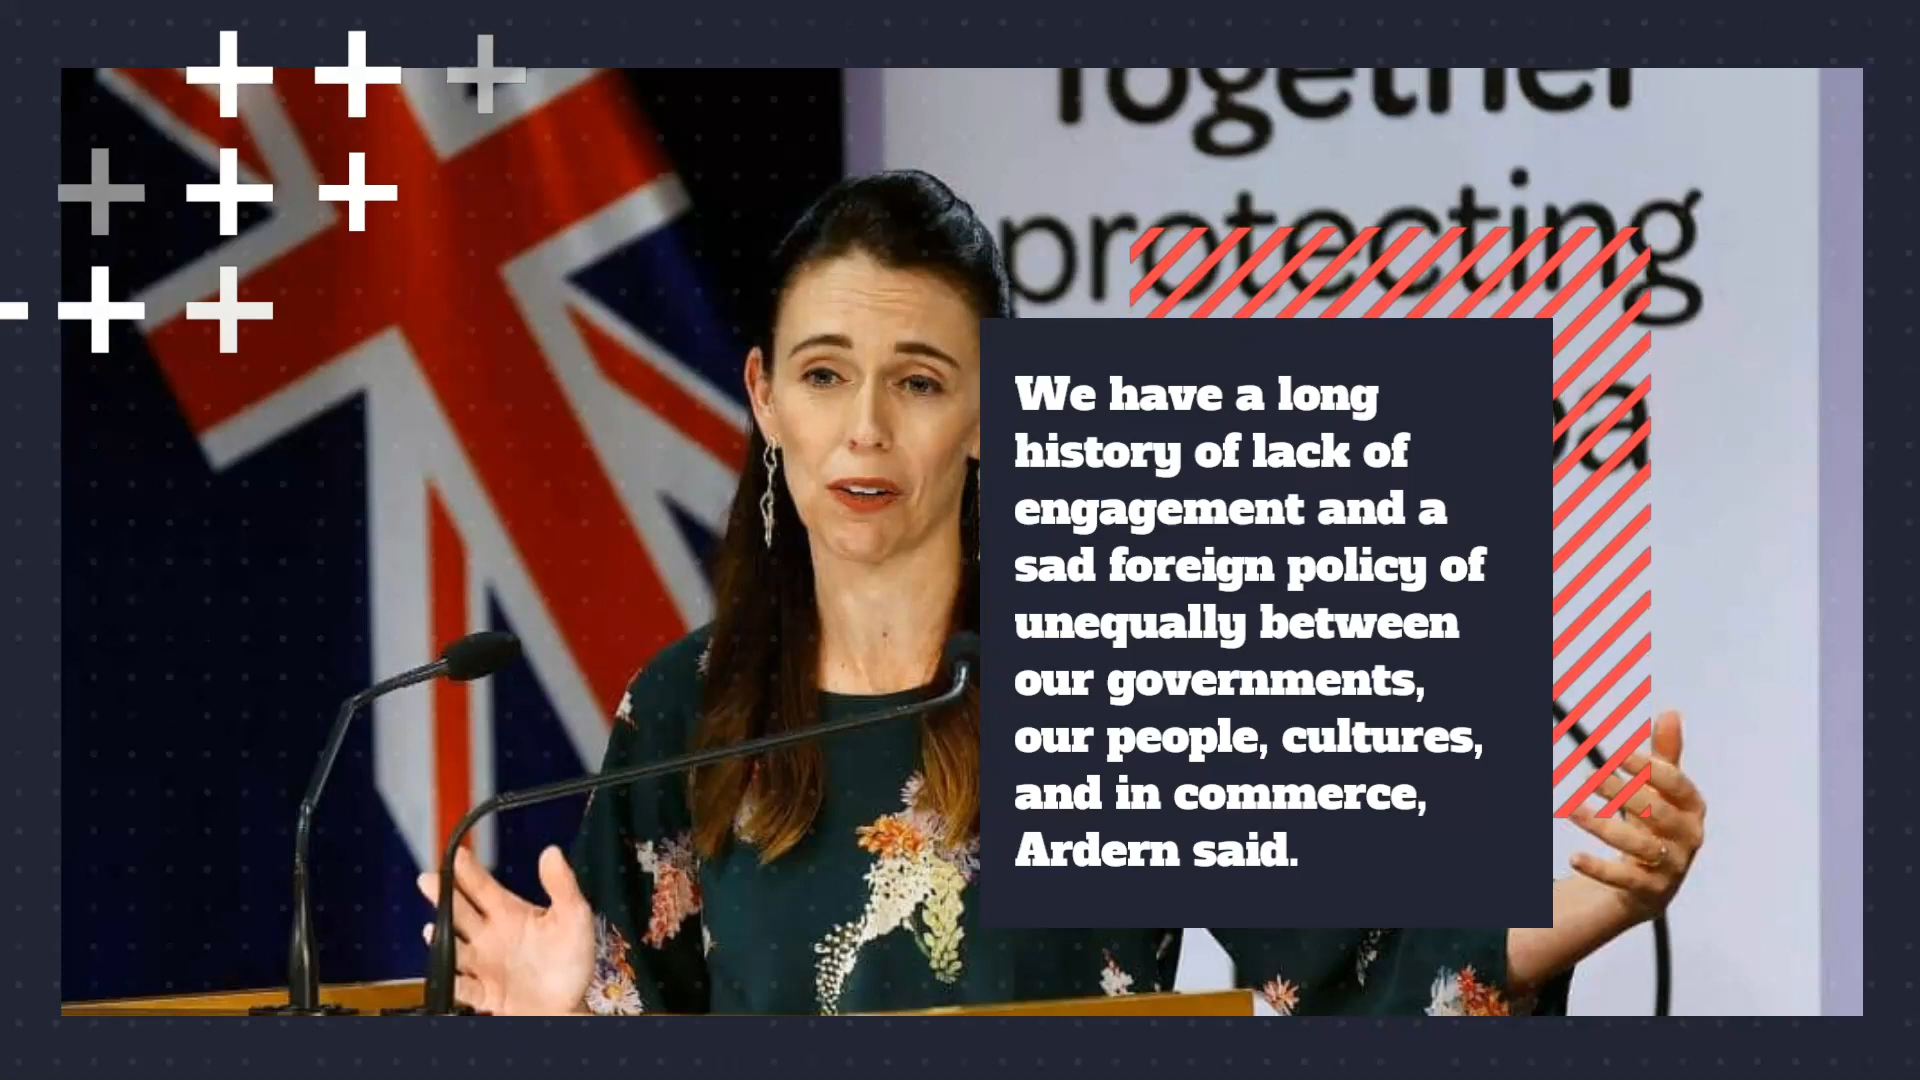 Together
protecting
We have a long
history of lack of
engagement and a
sad foreign policy of
unequally between
our governments,
our people, cultures,
and in commerce,
Ardern said.